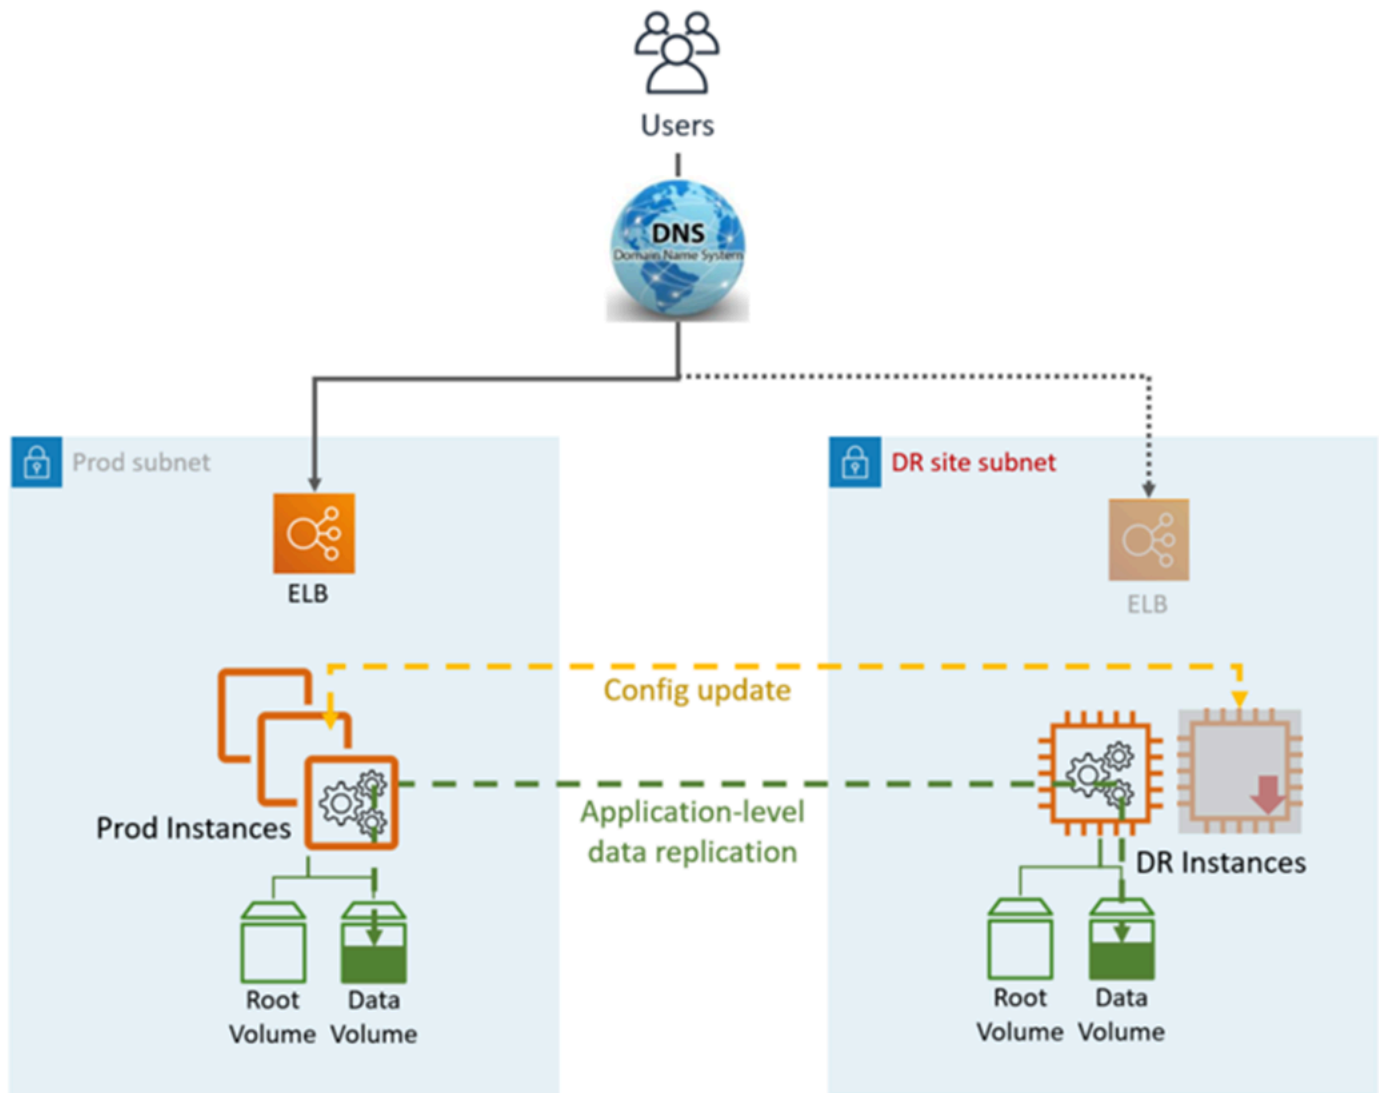 Users
DNS
Domain Name System
Prod subnet
DR site subnet
ELB
ELB
Config update
Application-level
data replication
Prod Instances
DR Instances
Root
Volume
Data
Volume
Root
Volume
Data
Volume